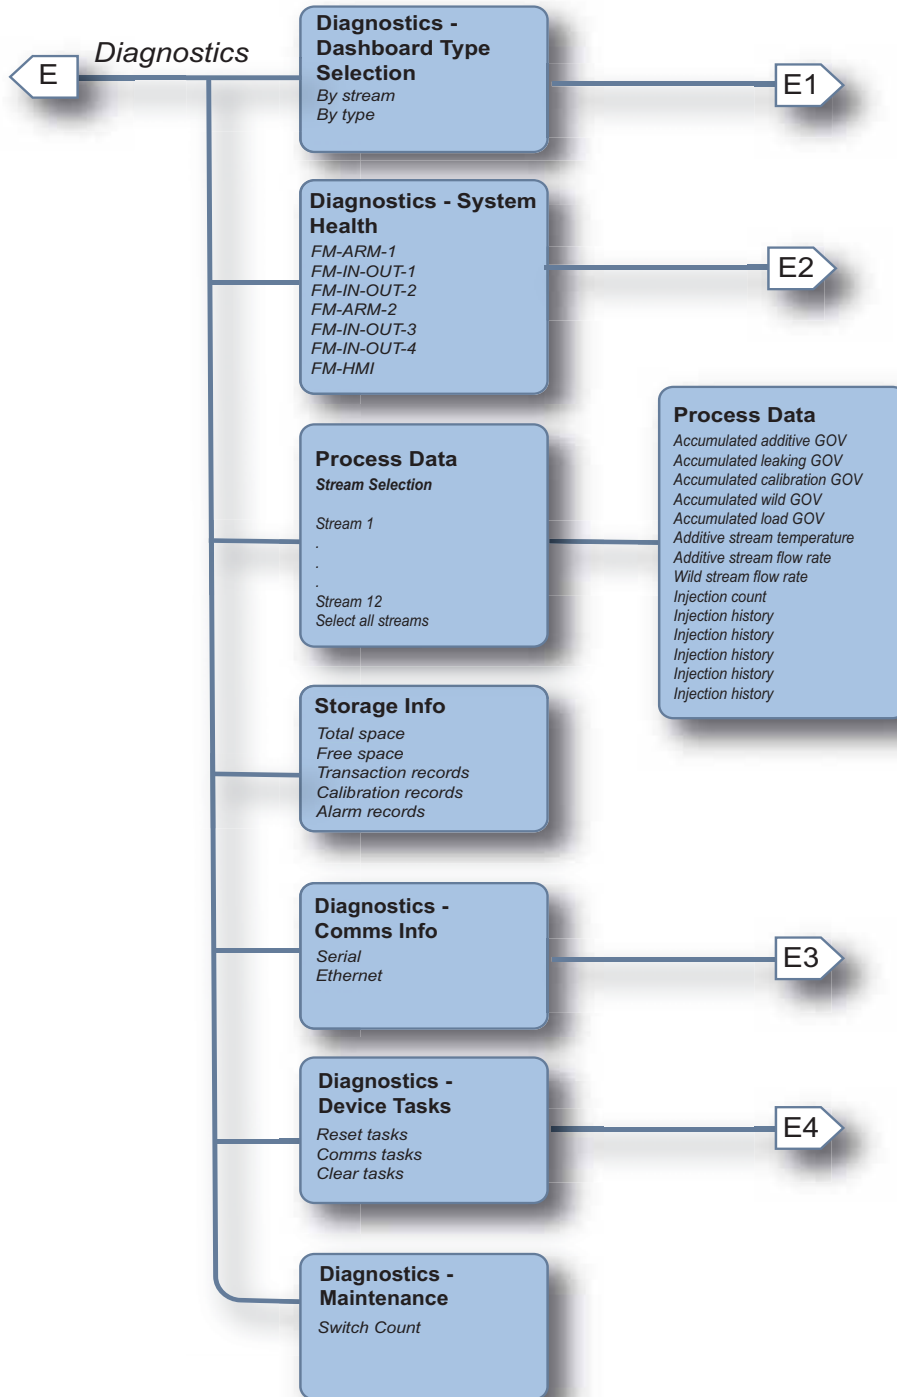 E
Diagnostics
Diagnostics -
Dashboard Type
Selection
By stream
By type
E1
Diagnostics - System
Health
FM-ARM-1
FM-IN-OUT-1
FM-IN-OUT-2
FM-ARM-2
FM-IN-OUT-3
FM-IN-OUT-4
FM-HMI
E2
Process Data
Stream Selection
Stream 1
.
.
.
Stream 12
Select all streams
Process Data
Accumulated additive GOV
Accumulated leaking GOV
Accumulated calibration GOV
Accumulated wild GOV
Accumulated load GOV
Additive stream temperature
Additive stream flow rate
Wild stream flow rate
Injection count
Injection history
Injection history
Injection history
Injection history
Injection history
Storage Info
Total space
Free space
Transaction records
Calibration records
Alarm records
Diagnostics -
Comms Info
Serial
Ethernet
E3
Diagnostics -
Device Tasks
Reset tasks
Comms tasks
Clear tasks
E4
Diagnostics -
Maintenance
Switch Count